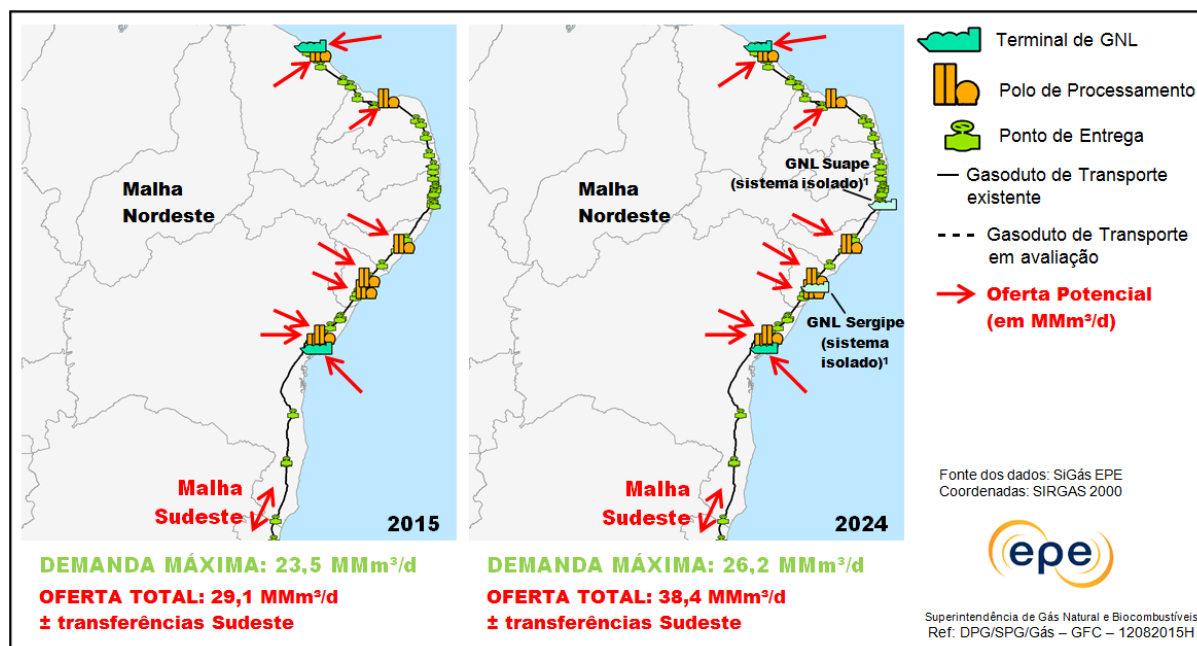 Malha
Nordeste
Malha
Sudeste
2015
DEMANDA MÁXIMA: 23,5 MMm³/d
OFERTA TOTAL: 29,1 MMm³/d
± transferências Sudeste
GNL Suape
(sistema isolado)¹
Malha
Nordeste
GNL Sergipe
(sistema
isolado)¹
Malha
Sudeste
2024
DEMANDA MÁXIMA: 26,2 MMm³/d
OFERTA TOTAL: 38,4 MMm³/d
± transferências Sudeste
Terminal de GNL
Polo de Processamento
Ponto de Entrega
Gasoduto de Transporte
existente
Gasoduto de Transporte
em avaliação
Oferta Potencial
(em MMm³/d)
Fonte dos dados: SiGás EPE
Coordenadas: SIRGAS 2000
epe
Superintendência de Gás Natural e Biocombustíveis
Ref: DPG/SPG/Gás – GFC – 12082015H